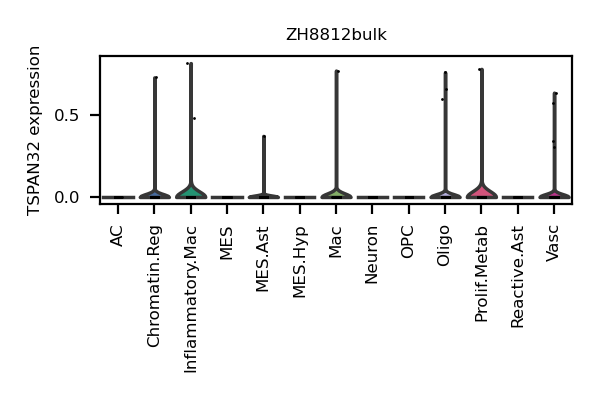 ZH8812bulk
TSPAN32 expression
0.5
0.0
AC
Chromatin.Reg
Inflammatory.Mac
MES
MES.Ast
MES.Hyp
Mac
Neuron
OPC
Oligo
Prolif.Metab
Reactive.Ast
Vasc